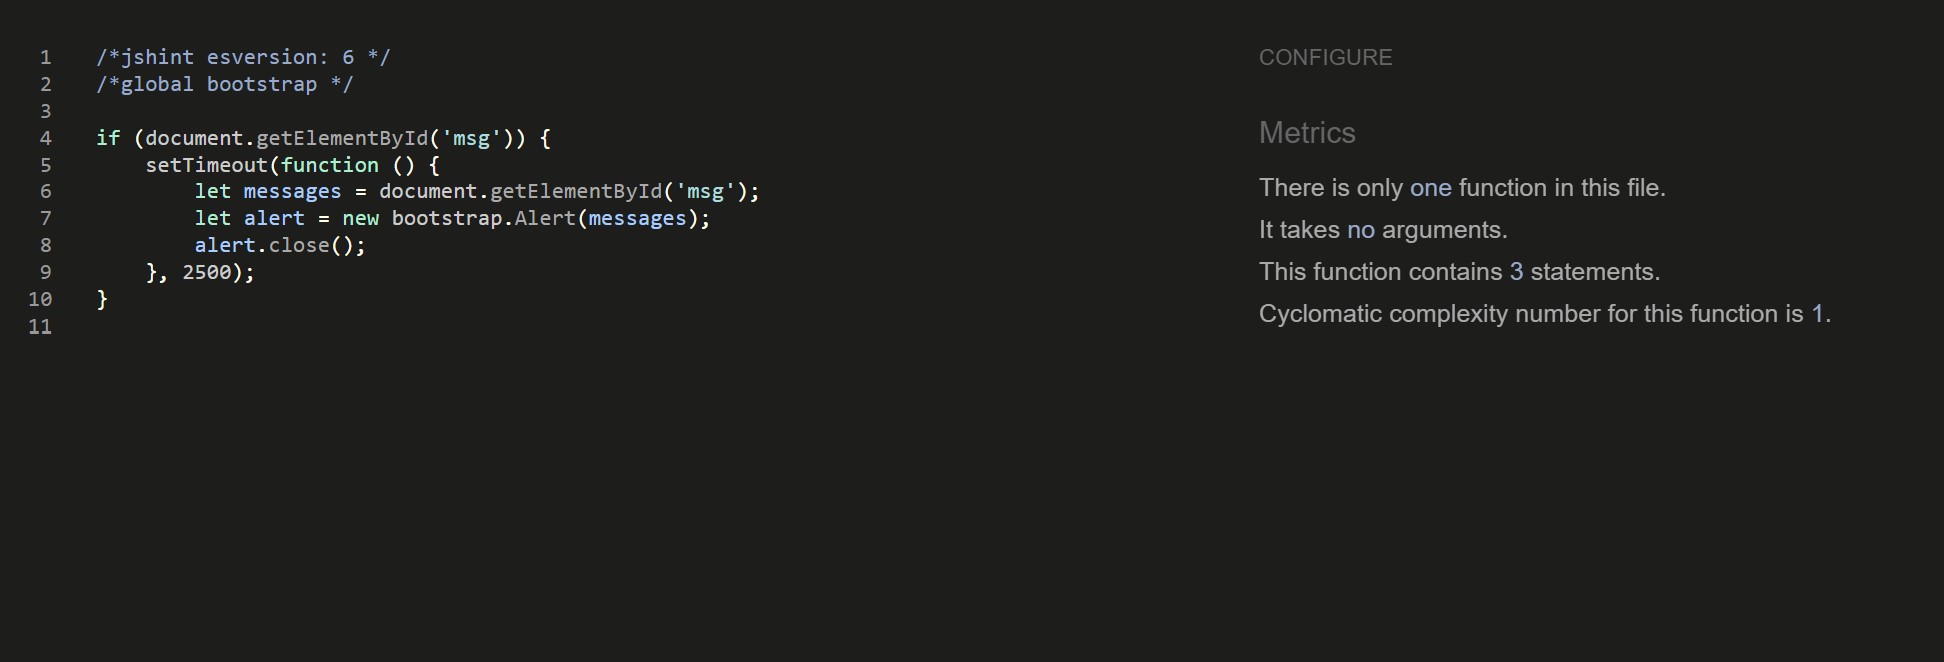 1 /*jshint esversion: 6 */
2 /*global bootstrap */
3
4 if (document.getElementById('msg')) {
5     setTimeout(function () {
6         let messages = document.getElementById('msg');
7         let alert = new bootstrap.Alert(messages);
8         alert.close();
9     }, 2500);
10 }
11
CONFIGURE
Metrics
There is only one function in this file.
It takes no arguments.
This function contains 3 statements.
Cyclomatic complexity number for this function is 1.